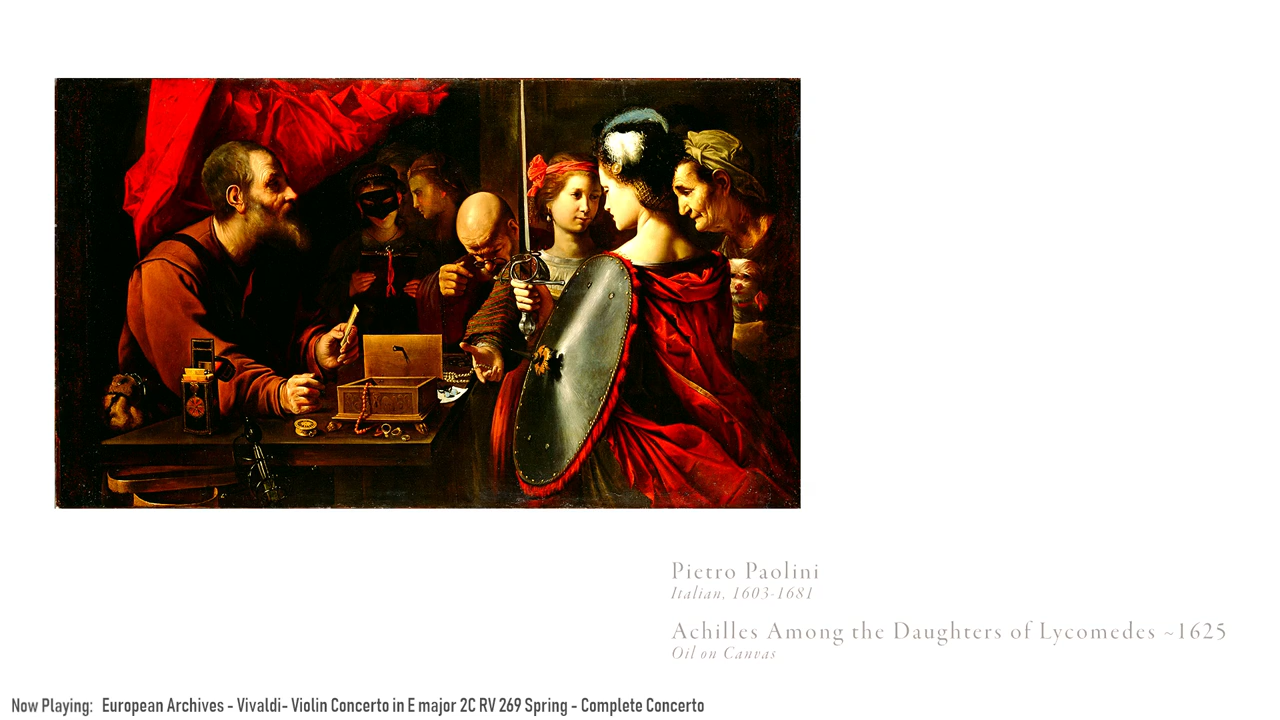 Pietro Paolini
Italian, 1603-1681
Achilles Among the Daughters of Lycomedes ~1625
Oil on Canvas
Now Playing: European Archives - Vivaldi- Violin Concerto in E major 2C RV 269 Spring - Complete Concerto